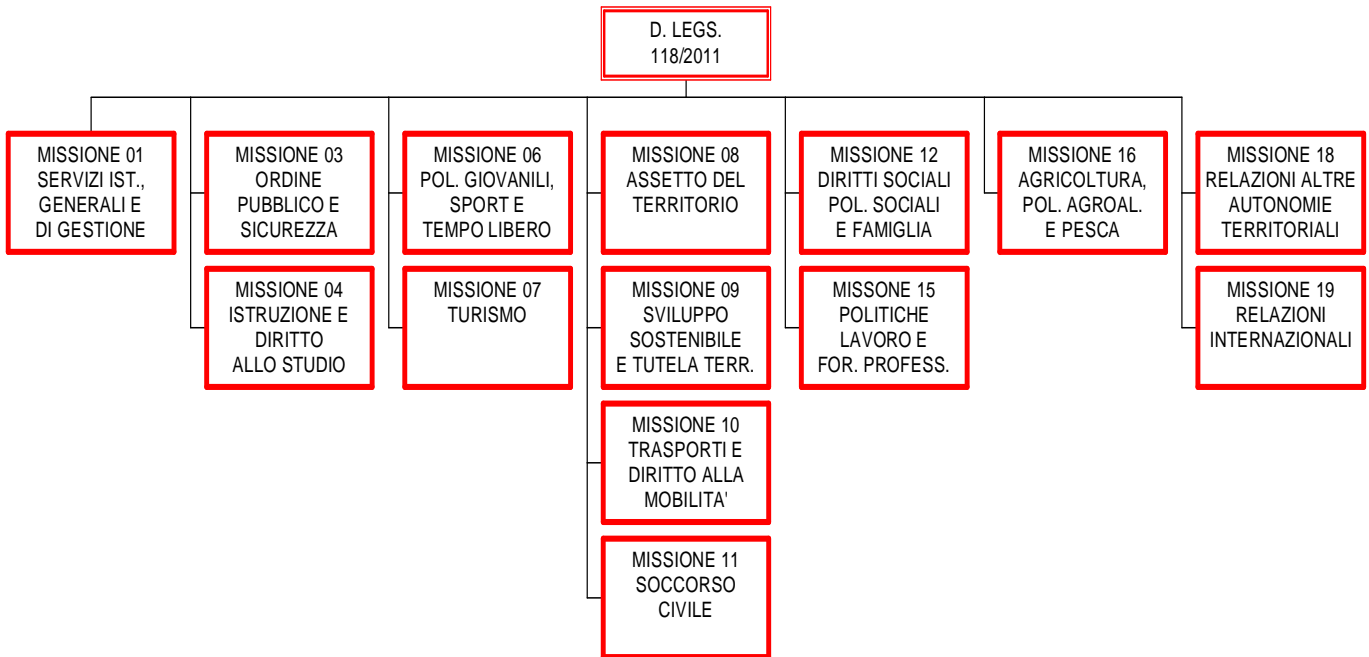 D. LEGS.
118/2011
MISSIONE 01
SERVIZI IST.,
GENERALI E
DI GESTIONE
MISSIONE 03
ORDINE
PUBBLICO E
SICUREZZA
MISSIONE 04
ISTRUZIONE E
DIRITTO
ALLO STUDIO
MISSIONE 06
POL. GIOVANILI,
SPORT E
TEMPO LIBERO
MISSIONE 07
TURISMO
MISSIONE 08
ASSETTO DEL
TERRITORIO
MISSIONE 09
SVILUPPO
SOSTENIBILE
E TUTELA TERR.
MISSIONE 10
TRASPORTI E
DIRITTO ALLA
MOBILITA'
MISSIONE 11
SOCCORSO
CIVILE
MISSIONE 12
DIRITTI SOCIALI
POL. SOCIALI
E FAMIGLIA
MISSONE 15
POLITICHE
LAVORO E
FOR. PROFESS.
MISSIONE 16
AGRICOLTURA,
POL. AGROAL.
E PESCA
MISSIONE 18
RELAZIONI ALTRE
AUTONOMIE
TERRITORIALI
MISSIONE 19
RELAZIONI
INTERNAZIONALI